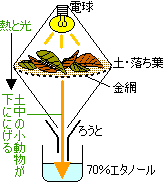 電球
熱と光
土・落ち葉
金網
土中の小動物が
下ににげる
ろうと
70%エタノール